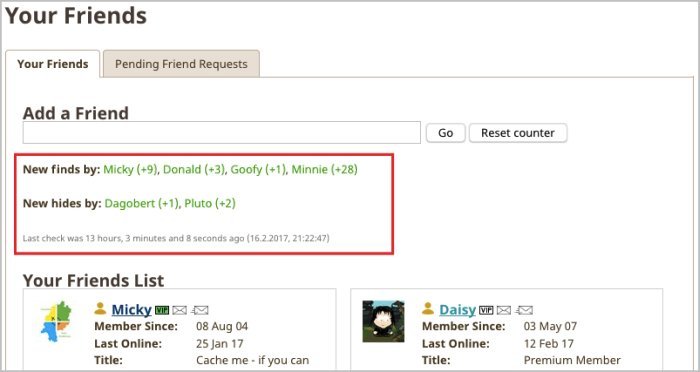 Your Friends
Your Friends
Pending Friend Requests
Add a Friend
Go
Reset counter
New finds by: Micky (+9), Donald (+3), Goofy (+1), Minnie (+28)
New hides by: Dagobert (+1), Pluto (+2)
Last check was 13 hours, 3 minutes and 8 seconds ago (16.2.2017, 21:22:47)
Your Friends List
Micky VIP
Member Since: 08 Aug 04
Last Online: 25 Jan 17
Title: Cache me - if you can
Daisy VIP
Member Since: 03 May 07
Last Online: 12 Feb 17
Title: Premium Member